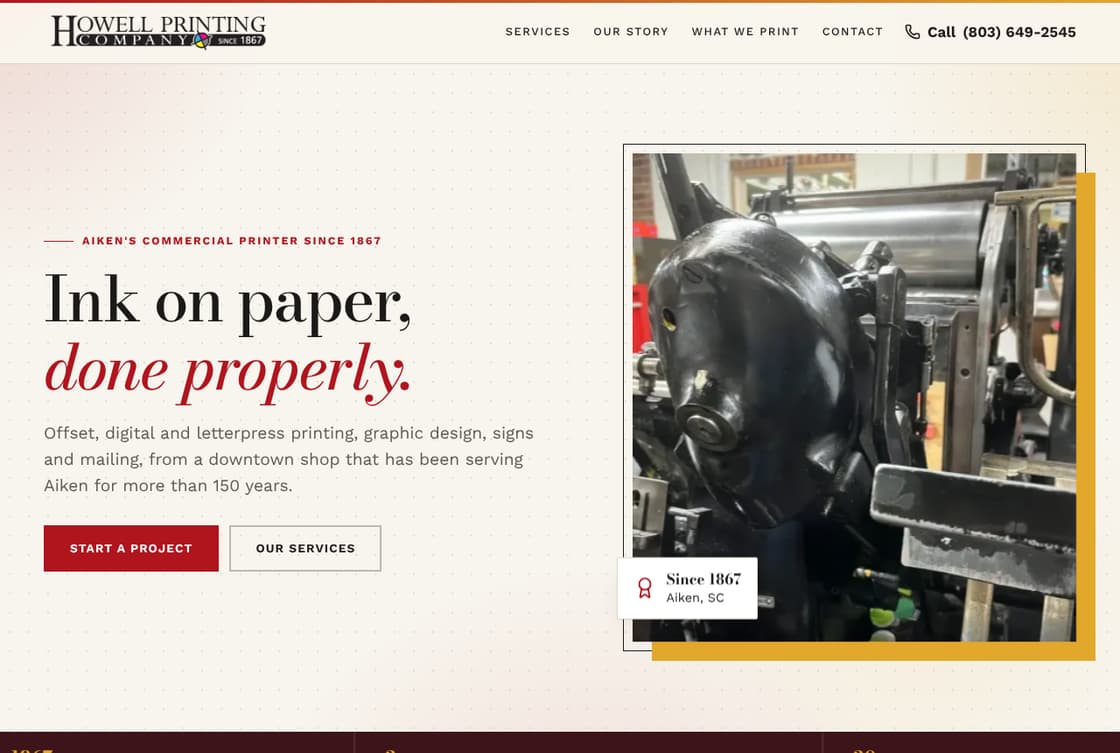 HOWELL PRINTING
COMPANY SINCE 1867
SERVICES OUR STORY WHAT WE PRINT CONTACT Call (803) 649-2545
AIKEN'S COMMERCIAL PRINTER SINCE 1867
Ink on paper,
done properly.
Offset, digital and letterpress printing, graphic design, signs
and mailing, from a downtown shop that has been serving
Aiken for more than 150 years.
START A PROJECT OUR SERVICES
Since 1867
Aiken, SC